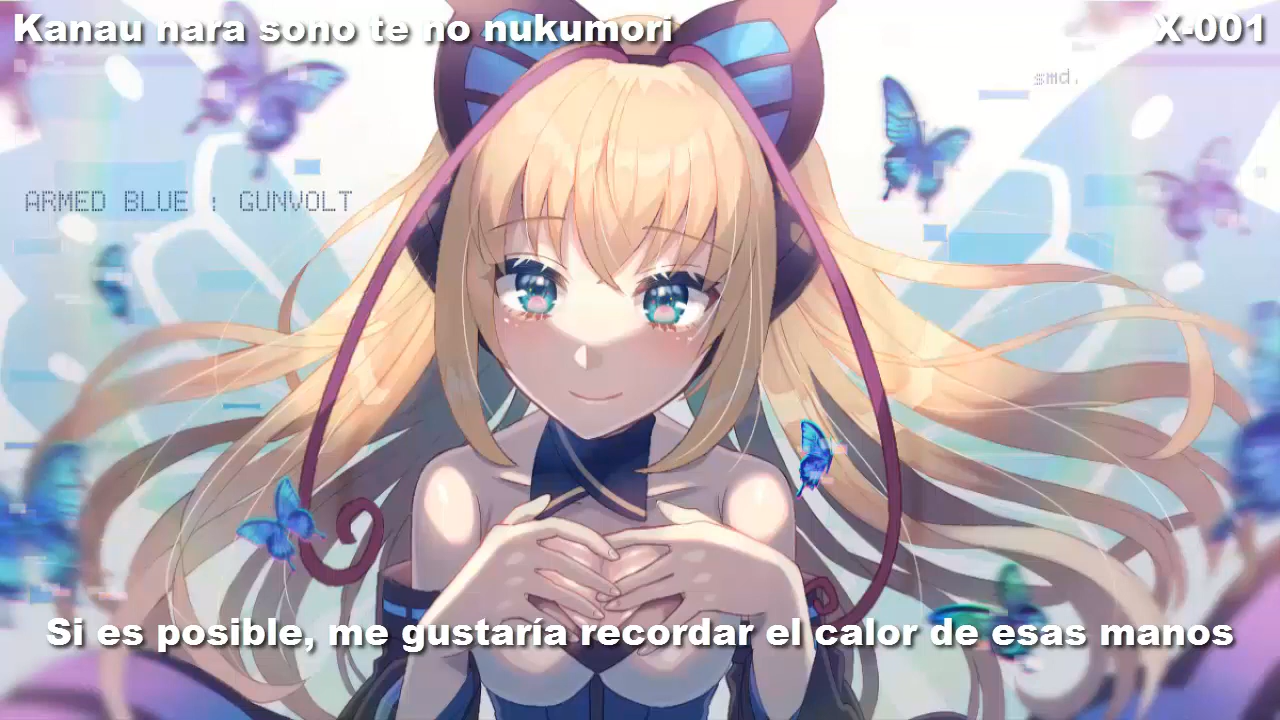 Kanau nara sono te no nukumori
X-001
smd.
ARMED BLUE : GUNVOLT
Si es posible, me gustaría recordar el calor de esas manos